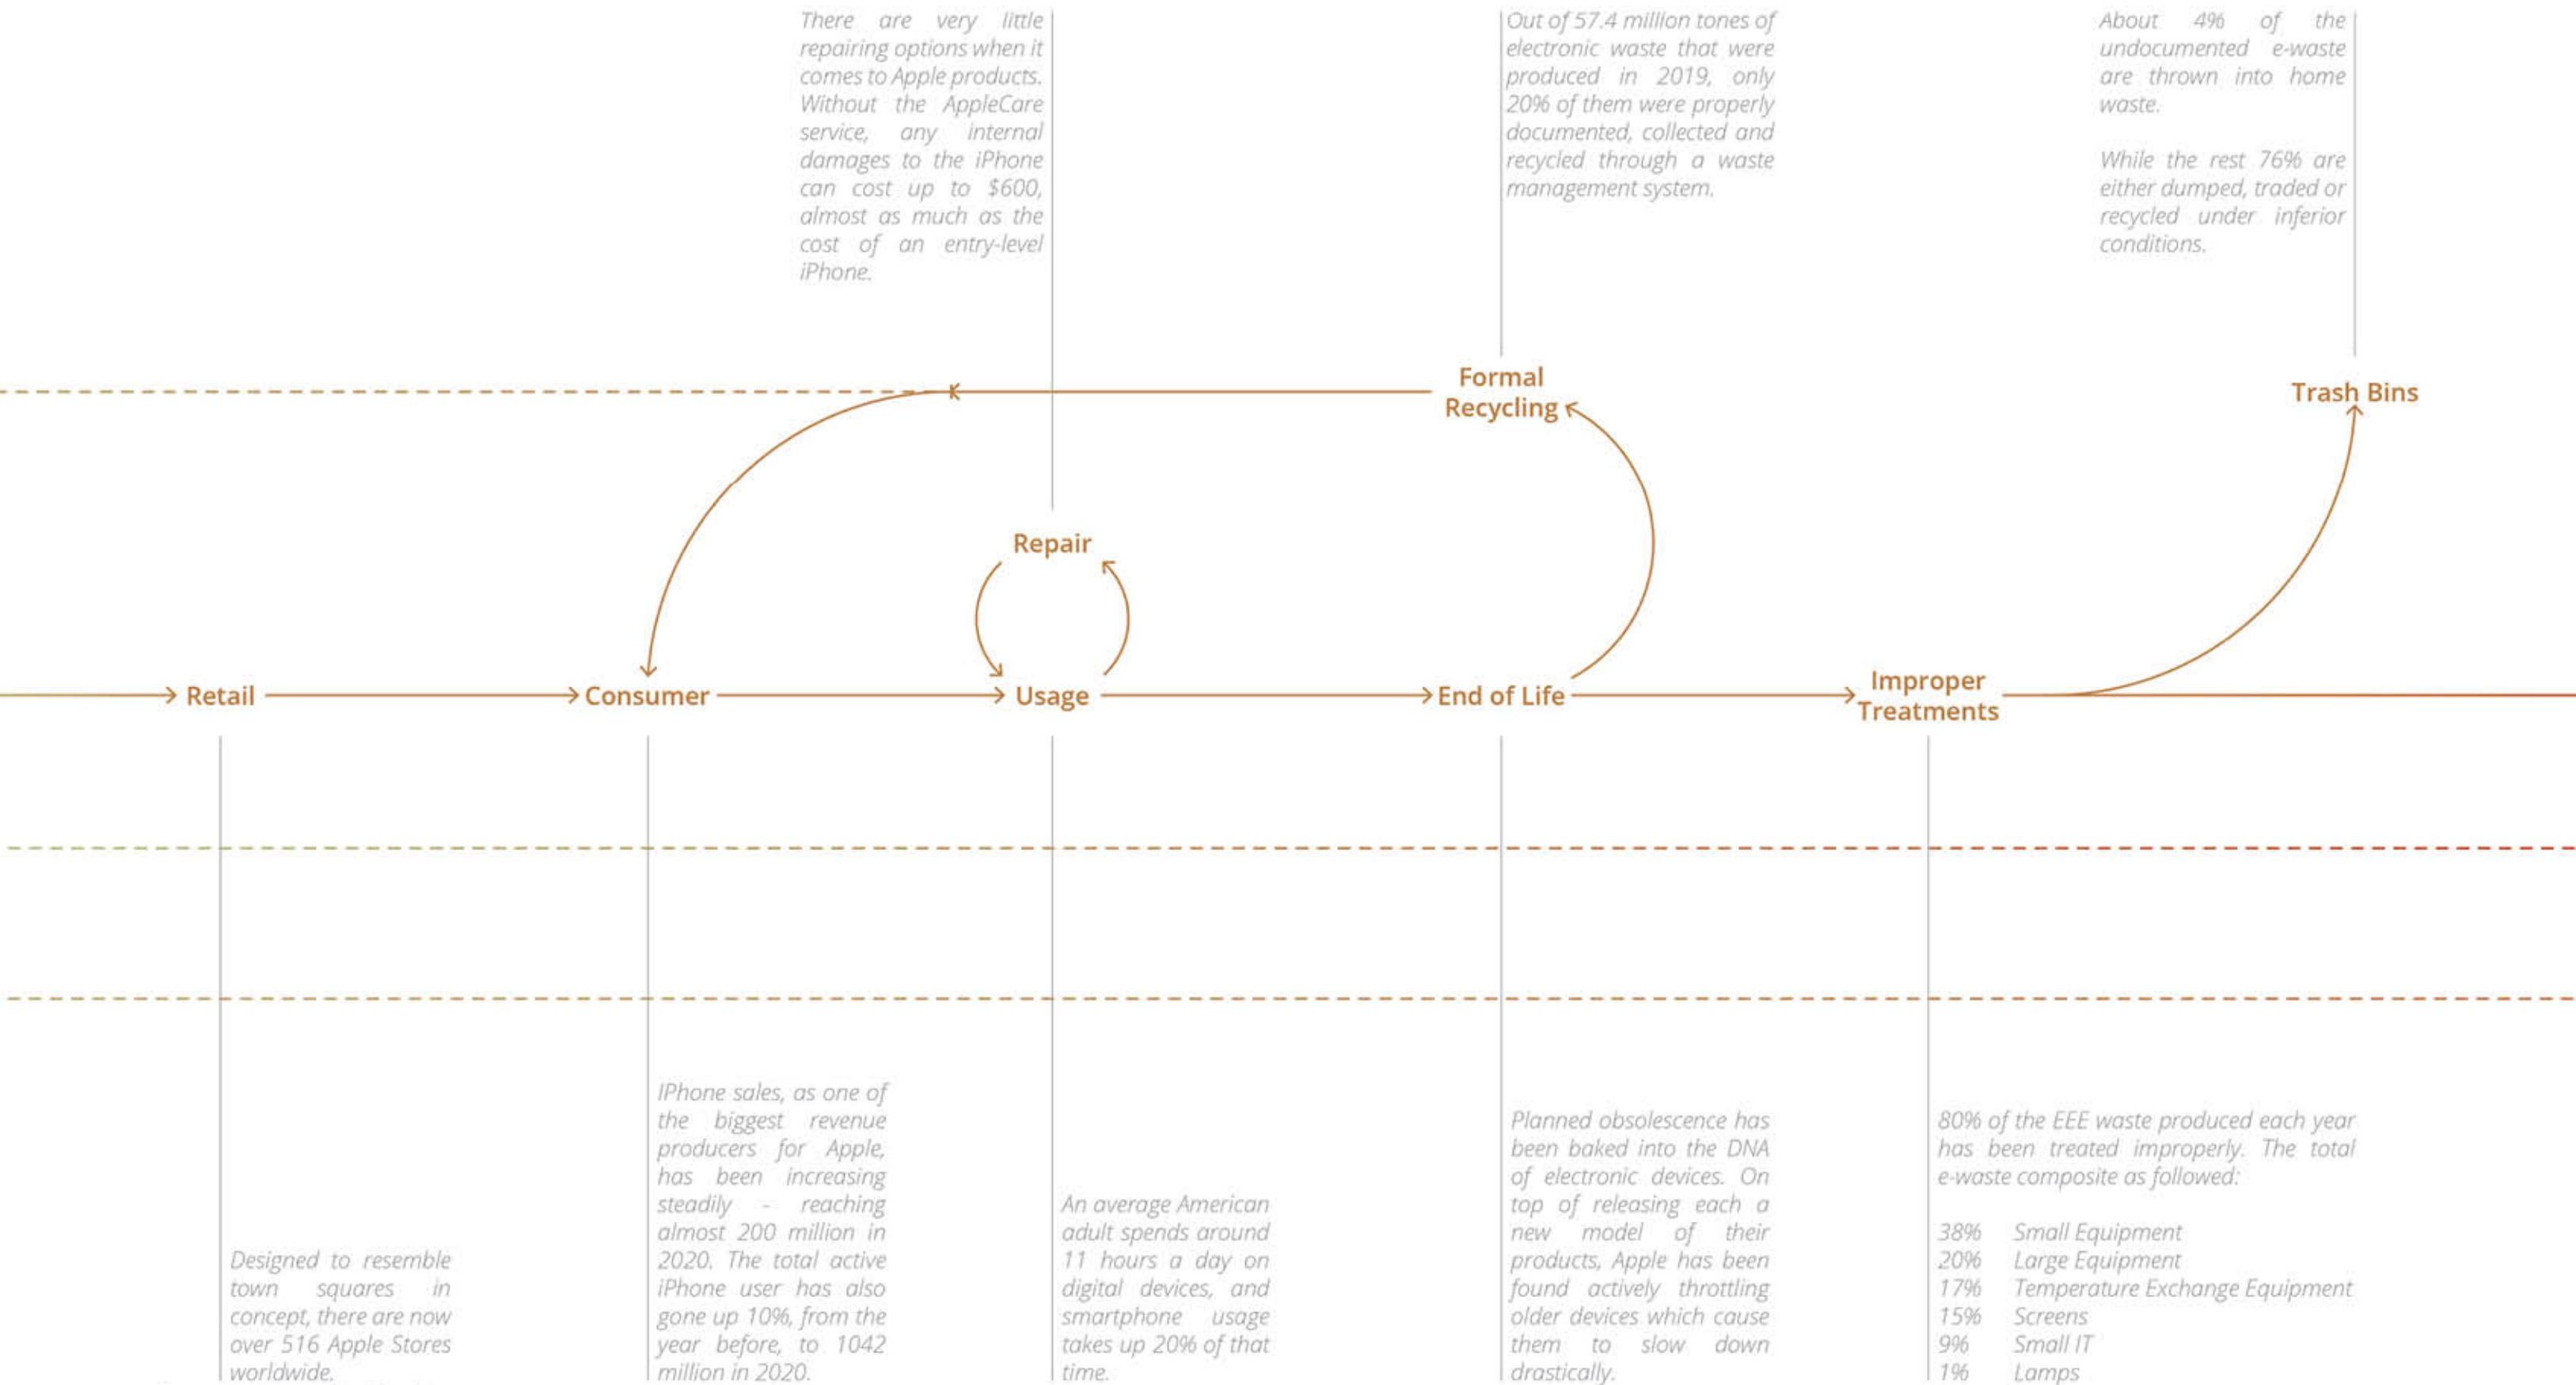 There are very little
repairing options when it
comes to Apple products.
Without the AppleCare
service, any internal
damages to the iPhone
can cost up to $600,
almost as much as the
cost of an entry-level
iPhone.
Out of 57.4 million tones of
electronic waste that were
produced in 2019, only
20% of them were properly
documented, collected and
recycled through a waste
management system.
About 4% of the
undocumented e-waste
are thrown into home
waste.
While the rest 76% are
either dumped, traded or
recycled under inferior
conditions.
Formal
Recycling
Trash Bins
Repair
Retail
Consumer
Usage
End of Life
Improper
Treatments
Designed to resemble
town squares in
concept, there are now
over 516 Apple Stores
worldwide.
IPhone sales, as one of
the biggest revenue
producers for Apple,
has been increasing
steadily - reaching
almost 200 million in
2020. The total active
iPhone user has also
gone up 10%, from the
year before, to 1042
million in 2020.
An average American
adult spends around
11 hours a day on
digital devices, and
smartphone usage
takes up 20% of that
time.
Planned obsolescence has
been baked into the DNA
of electronic devices. On
top of releasing each a
new model of their
products, Apple has been
found actively throttling
older devices which cause
them to slow down
drastically.
80% of the EEE waste produced each year
has been treated improperly. The total
e-waste composite as followed:
38% Small Equipment
20% Large Equipment
17% Temperature Exchange Equipment
15% Screens
9% Small IT
1% Lamps